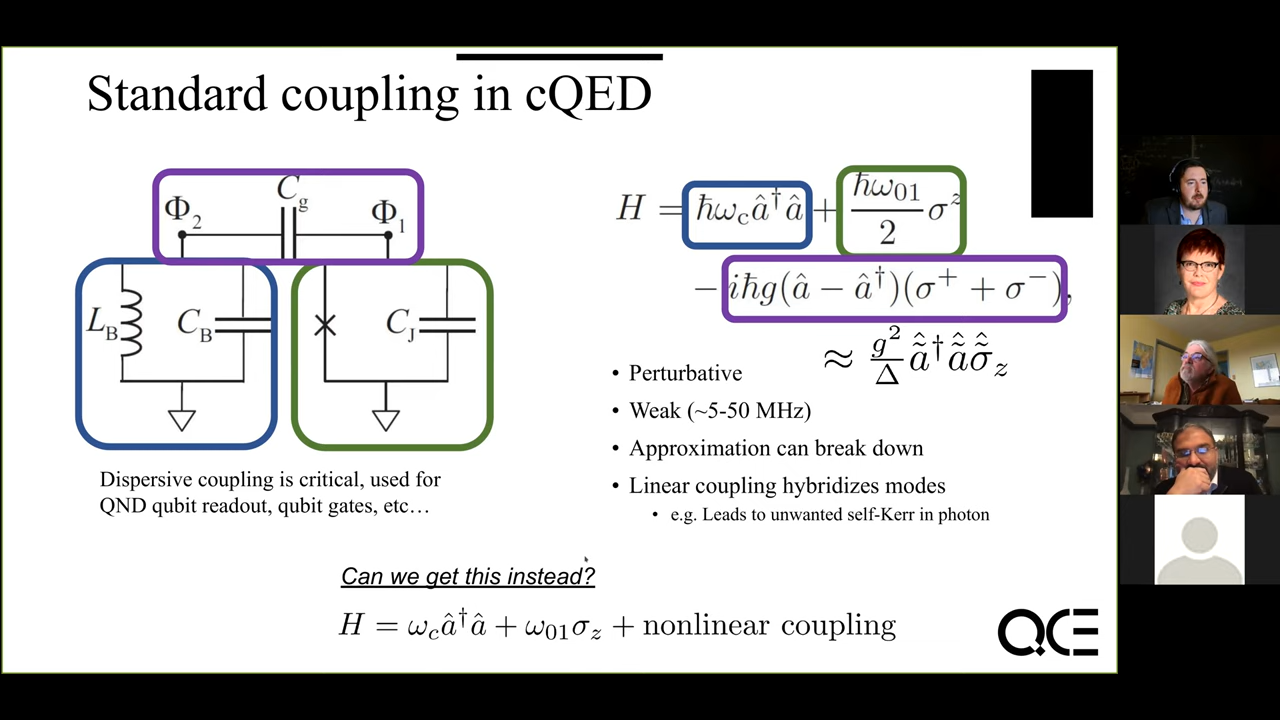 Standard coupling in cQED
Φ₂ C_g Φ₁
L_B C_B C_J
H = ħω_c â†â + ħω₀₁/2 σ^z
− iħg(â − â†)(σ⁺ + σ⁻),
≈ g²/Δ ẫ†ẫσ̂̃_z
• Perturbative
• Weak (~5-50 MHz)
• Approximation can break down
• Linear coupling hybridizes modes
• e.g. Leads to unwanted self-Kerr in photon
Dispersive coupling is critical, used for
QND qubit readout, qubit gates, etc…
Can we get this instead?
H = ω_c â†â + ω₀₁σ_z + nonlinear coupling
QCE